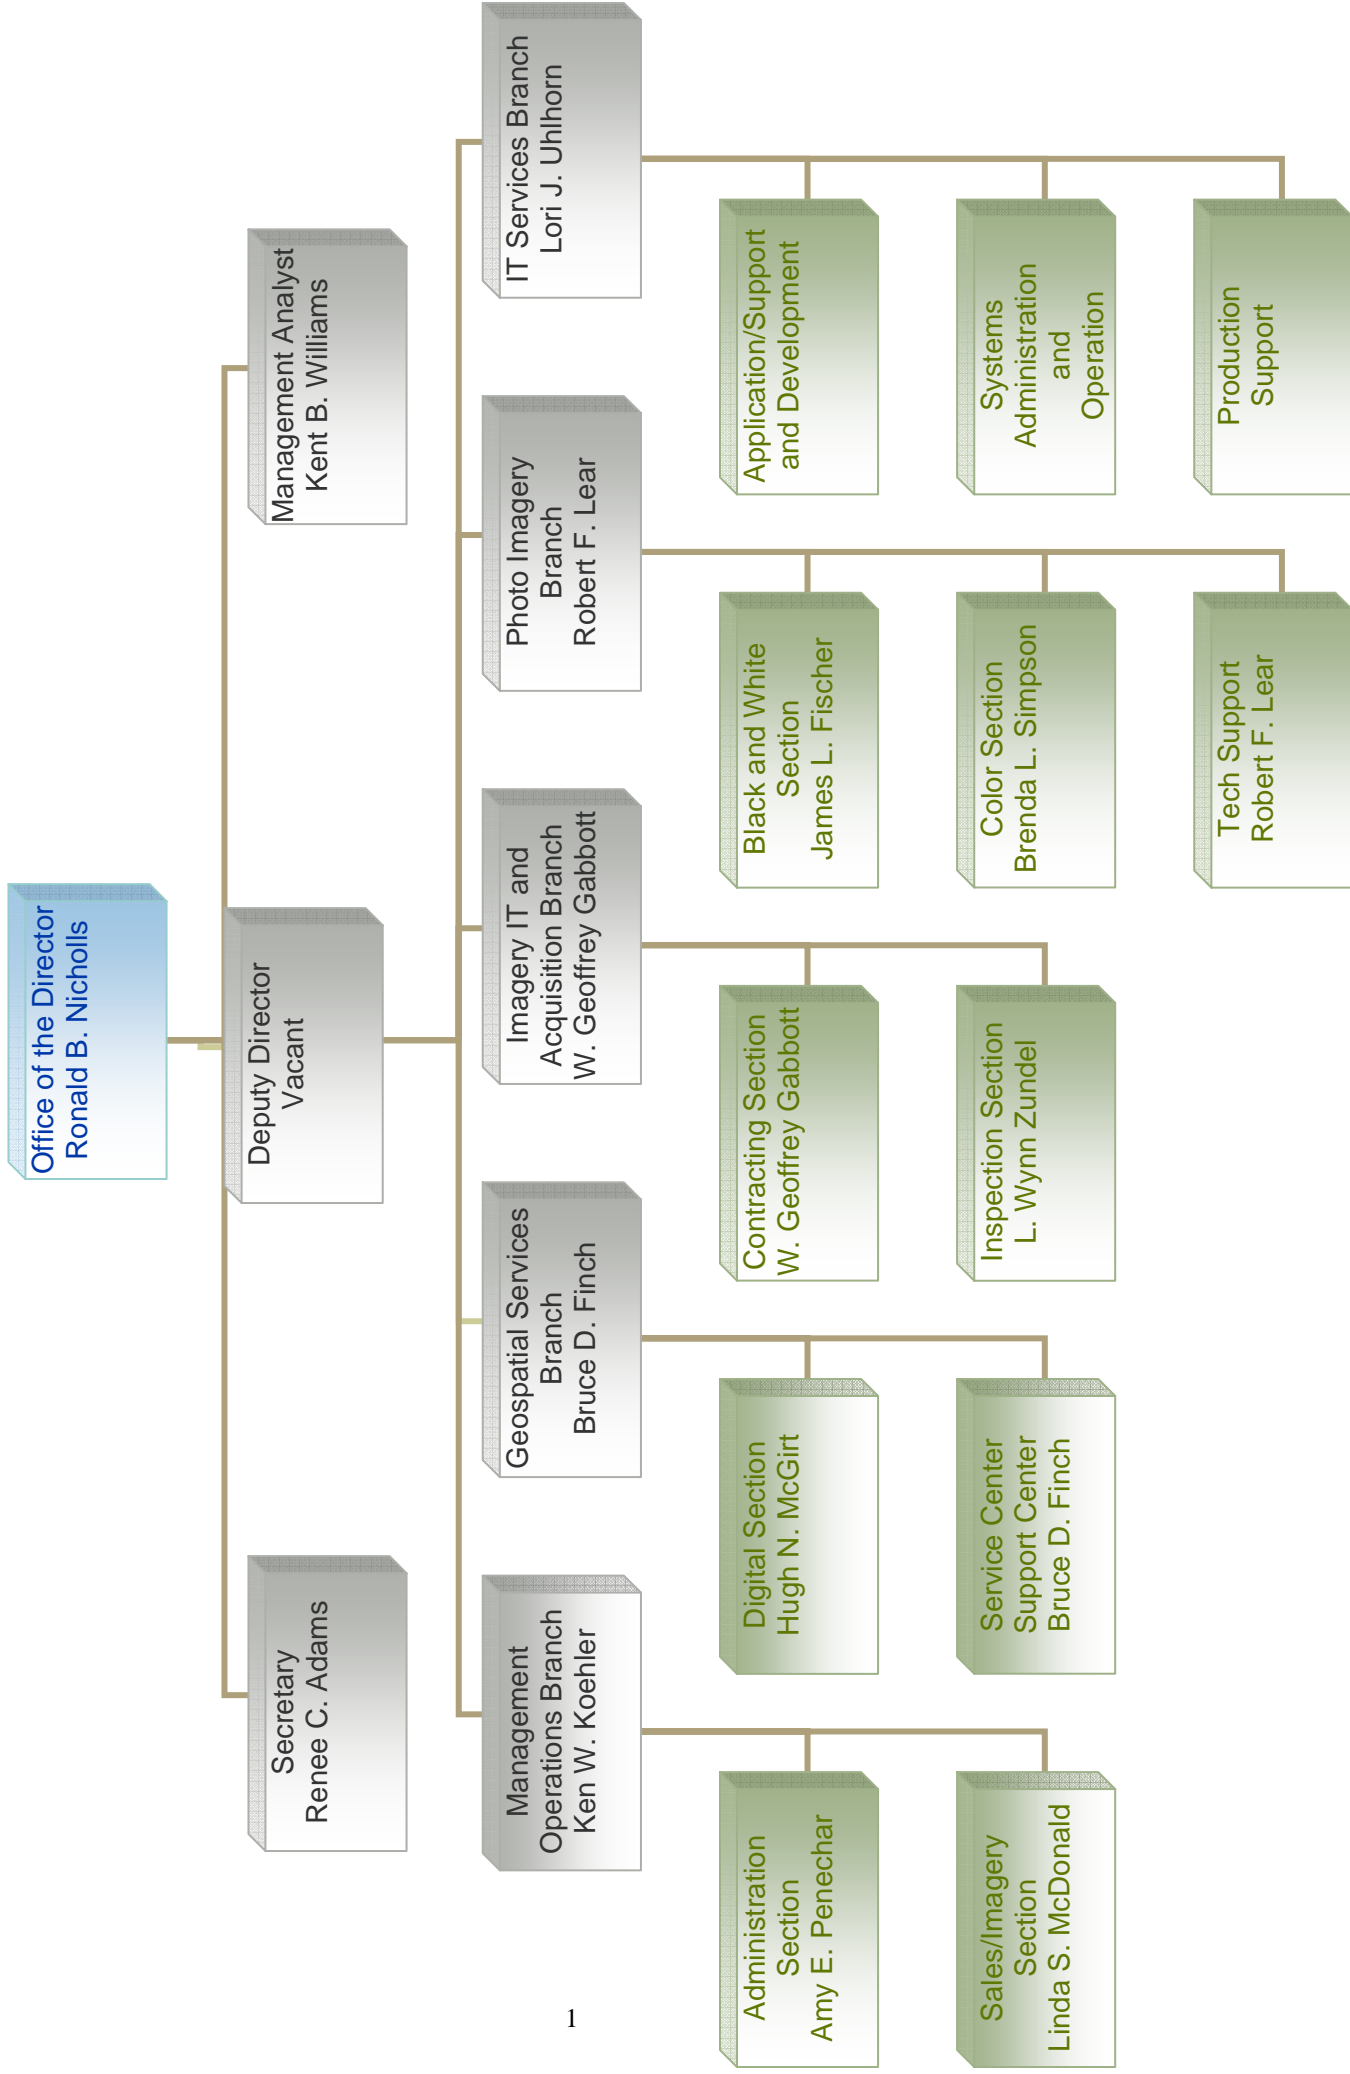 Office of the Director
Ronald B. Nicholls
Deputy Director
Vacant
Secretary
Renee C. Adams
Management Analyst
Kent B. Williams
Management
Operations Branch
Ken W. Koehler
Geospatial Services
Branch
Bruce D. Finch
Imagery IT and
Acquisition Branch
W. Geoffrey Gabbott
Photo Imagery
Branch
Robert F. Lear
IT Services Branch
Lori J. Uhlhorn
Administration
Section
Amy E. Penechar
Digital Section
Hugh N. McGirt
Contracting Section
W. Geoffrey Gabbott
Black and White
Section
James L. Fischer
Application/Support
and Development
Sales/Imagery
Section
Linda S. McDonald
Service Center
Support Center
Bruce D. Finch
Inspection Section
L. Wynn Zundel
Color Section
Brenda L. Simpson
Systems
Administration
and
Operation
Tech Support
Robert F. Lear
Production
Support
1